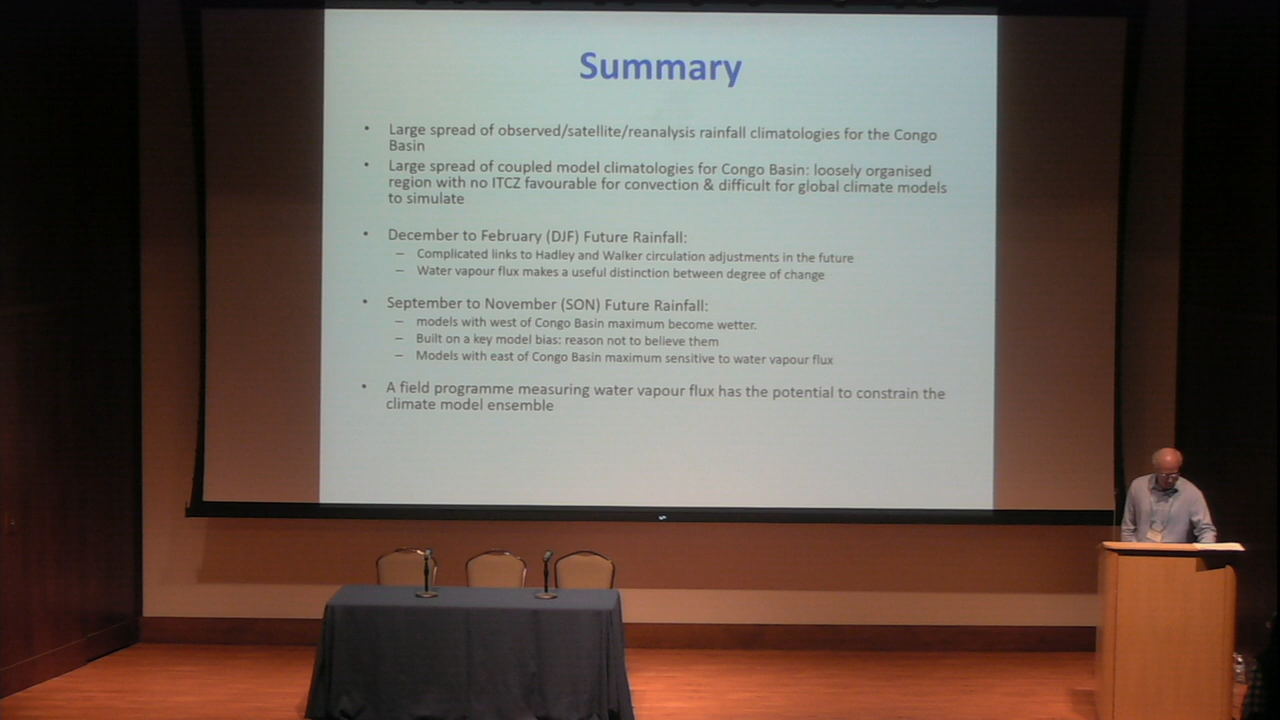 Summary
• Large spread of observed/satellite/reanalysis rainfall climatologies for the Congo
Basin
• Large spread of coupled model climatologies for Congo Basin: loosely organised
region with no ITCZ favourable for convection & difficult for global climate models
to simulate
• December to February (DJF) Future Rainfall:
– Complicated links to Hadley and Walker circulation adjustments in the future
– Water vapour flux makes a useful distinction between degree of change
• September to November (SON) Future Rainfall:
– models with west of Congo Basin maximum become wetter.
– Built on a key model bias: reason not to believe them
– Models with east of Congo Basin maximum sensitive to water vapour flux
• A field programme measuring water vapour flux has the potential to constrain the
climate model ensemble